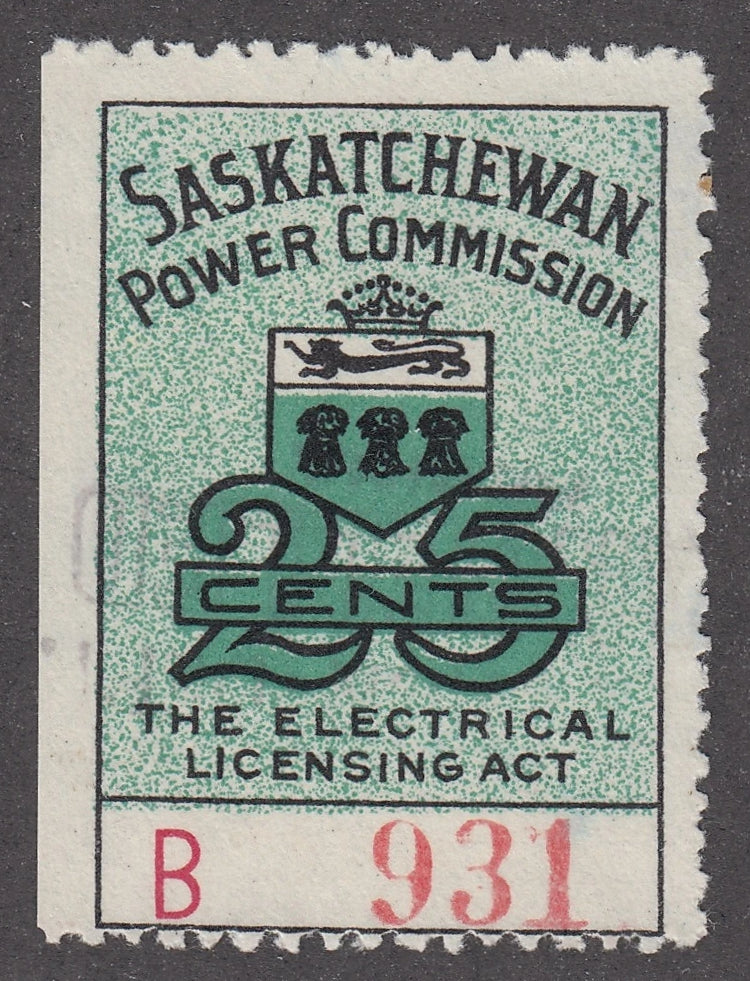 SASKATCHEWAN
POWER COMMISSION
25
CENTS
THE ELECTRICAL
LICENSING ACT
B 931